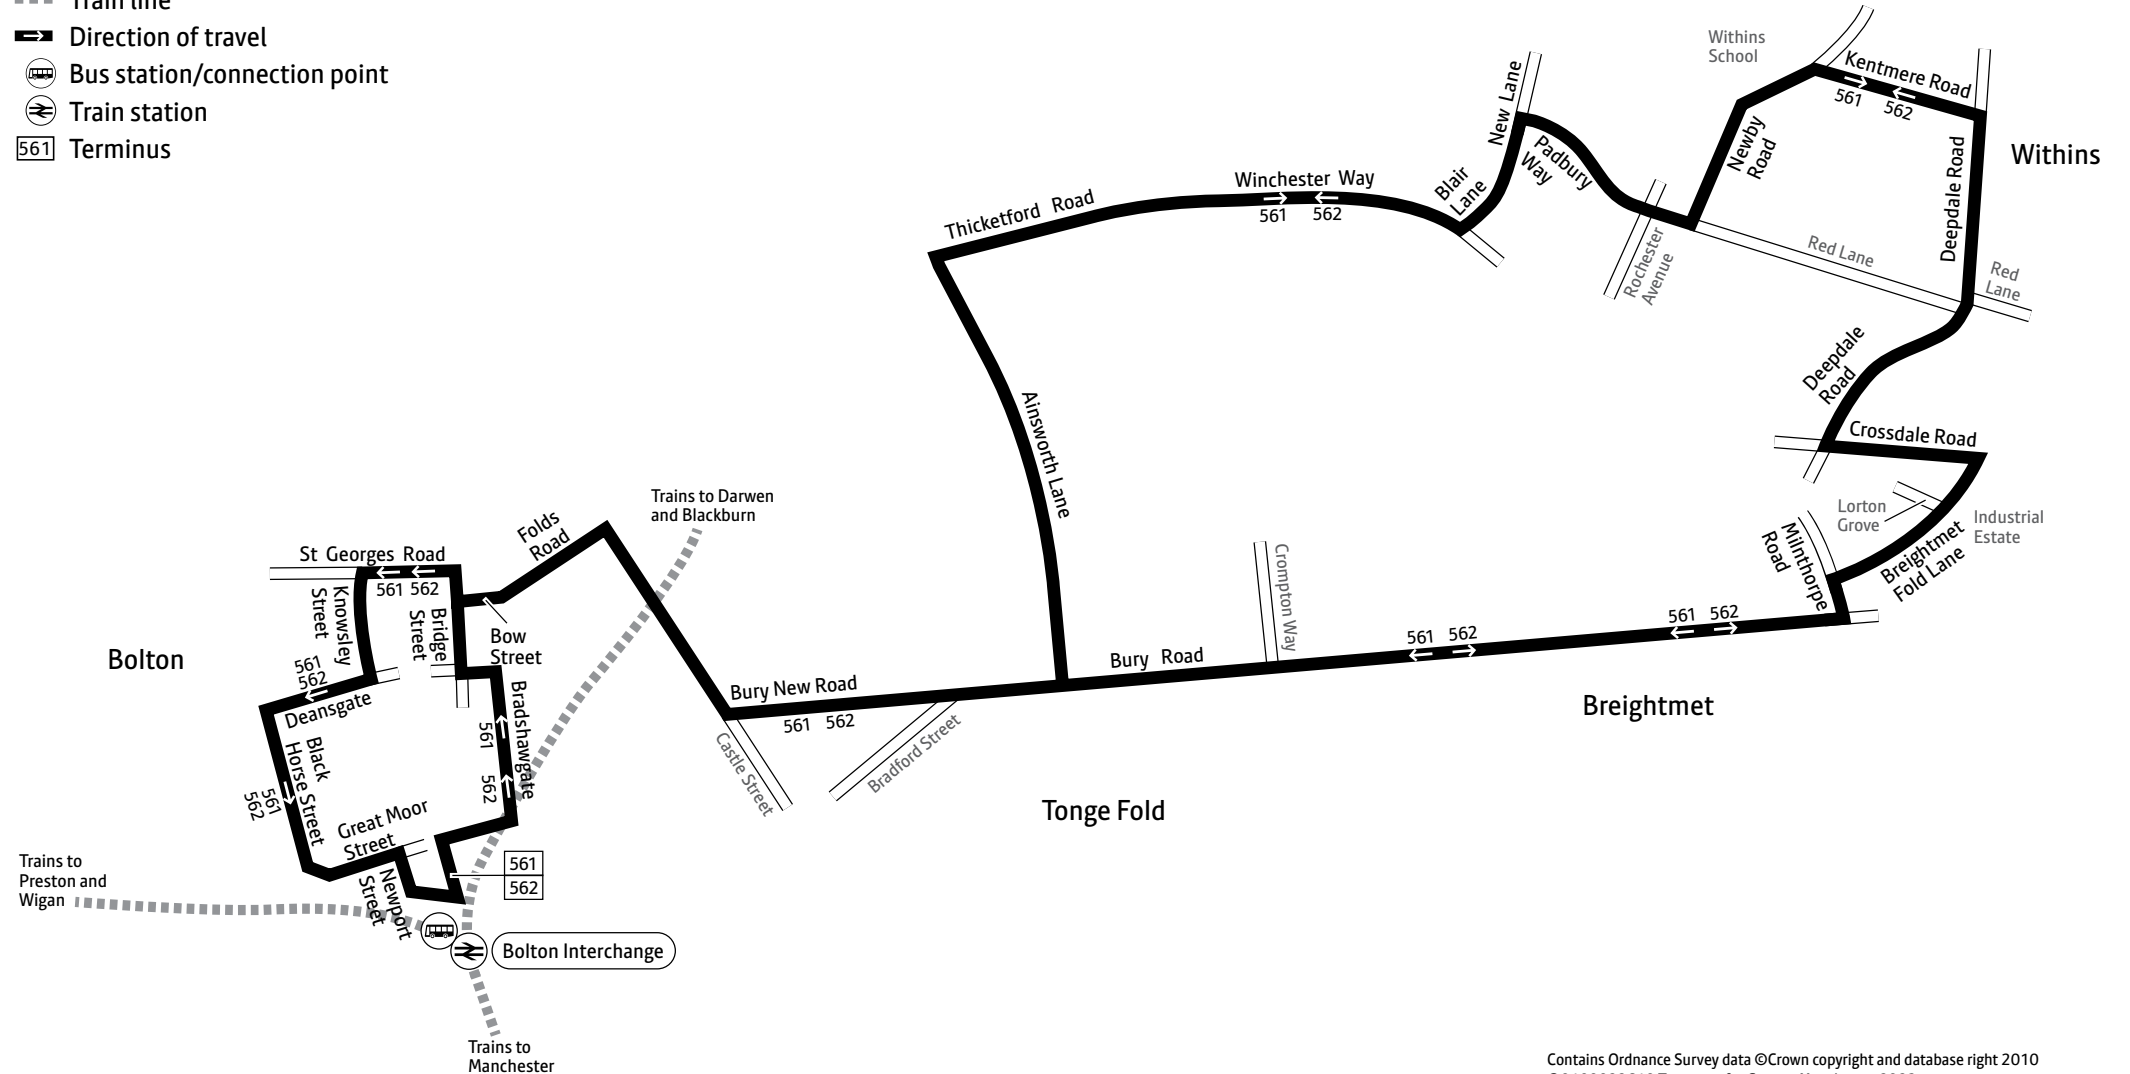 Train line
Direction of travel
Bus station/connection point
Train station
561 Terminus
Withins
School
Kentmere Road
561
562
Newby
Road
Withins
Deepdale Road
New Lane
Padbury
Way
Blair
Lane
Winchester Way
561
562
Thicketford Road
Rochester
Avenue
Red Lane
Red
Lane
Deepdale
Road
Crossdale Road
Lorton
Grove
Industrial
Estate
Breightmet
Fold Lane
Milnthorpe
Road
Ainsworth Lane
Crompton Way
561 562
561 562
Bury Road
Bury New Road
561 562
Breightmet
Tonge Fold
Bradford Street
Castle Street
Trains to Darwen
and Blackburn
Folds
Road
St Georges Road
561 562
Knowsley
Street
Bridge
Street
Bow
Street
Bolton
561
562
Deansgate
Bradshawgate
561
562
Black
Horse Street
561
562
Great Moor
Street
Newport
Street
561
562
Trains to
Preston and
Wigan
Bolton Interchange
Trains to
Manchester
Contains Ordnance Survey data ©Crown copyright and database right 2010